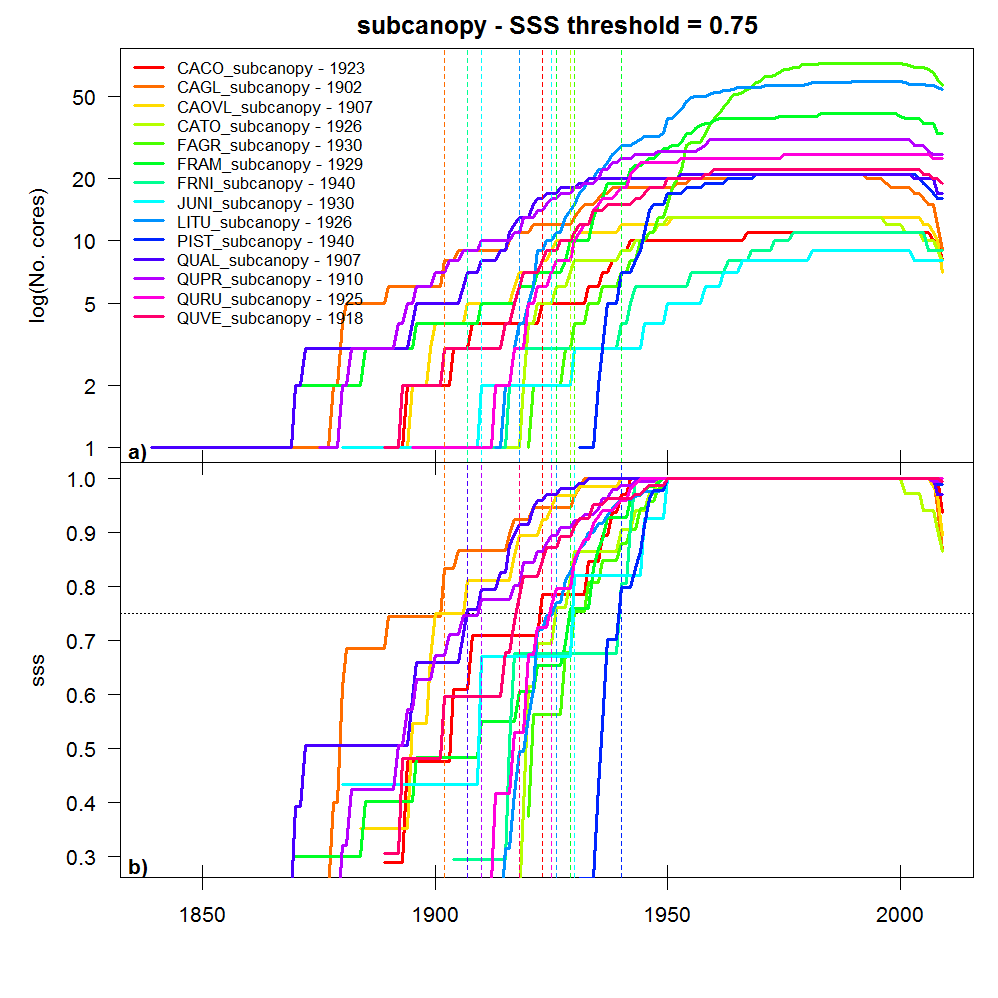 subcanopy - SSS threshold = 0.75
CACO_subcanopy - 1923
CAGL_subcanopy - 1902
CAOVL_subcanopy - 1907
CATO_subcanopy - 1926
FAGR_subcanopy - 1930
FRAM_subcanopy - 1929
FRNI_subcanopy - 1940
JUNI_subcanopy - 1930
LITU_subcanopy - 1926
PIST_subcanopy - 1940
QUAL_subcanopy - 1907
QUPR_subcanopy - 1910
QURU_subcanopy - 1925
QUVE_subcanopy - 1918
log(No. cores)
50
20
10
5
2
1
a)
sss
1.0
0.9
0.8
0.7
0.6
0.5
0.4
0.3
b)
1850 1900 1950 2000